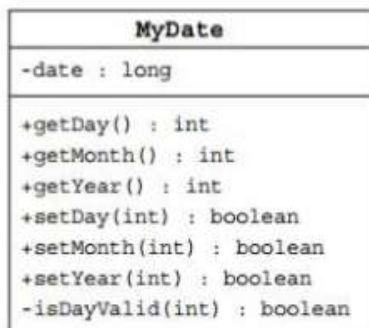 MyDate
-date : long
+getDay() : int
+getMonth() : int
+getYear() : int
+setDay(int) : boolean
+setMonth(int) : boolean
+setYear(int) : boolean
-isDayValid(int) : boolean